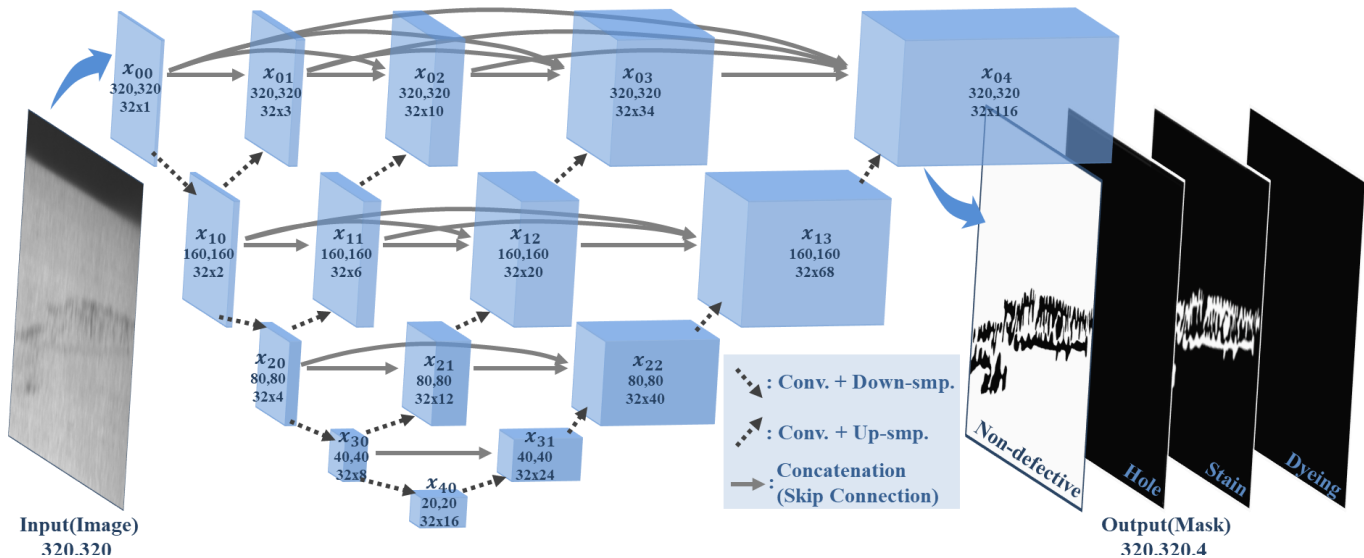 x00
320,320
32x1
x01
320,320
32x3
x02
320,320
32x10
x03
320,320
32x34
x04
320,320
32x116
x10
160,160
32x2
x11
160,160
32x6
x12
160,160
32x20
x13
160,160
32x68
x20
80,80
32x4
x21
80,80
32x12
x22
80,80
32x40
x30
40,40
32x8
x31
40,40
32x24
x40
20,20
32x16
: Conv. + Down-smp.
: Conv. + Up-smp.
: Concatenation
(Skip Connection)
Non-defective
Hole
Stain
Dyeing
Input(Image)
320,320
Output(Mask)
320,320,4